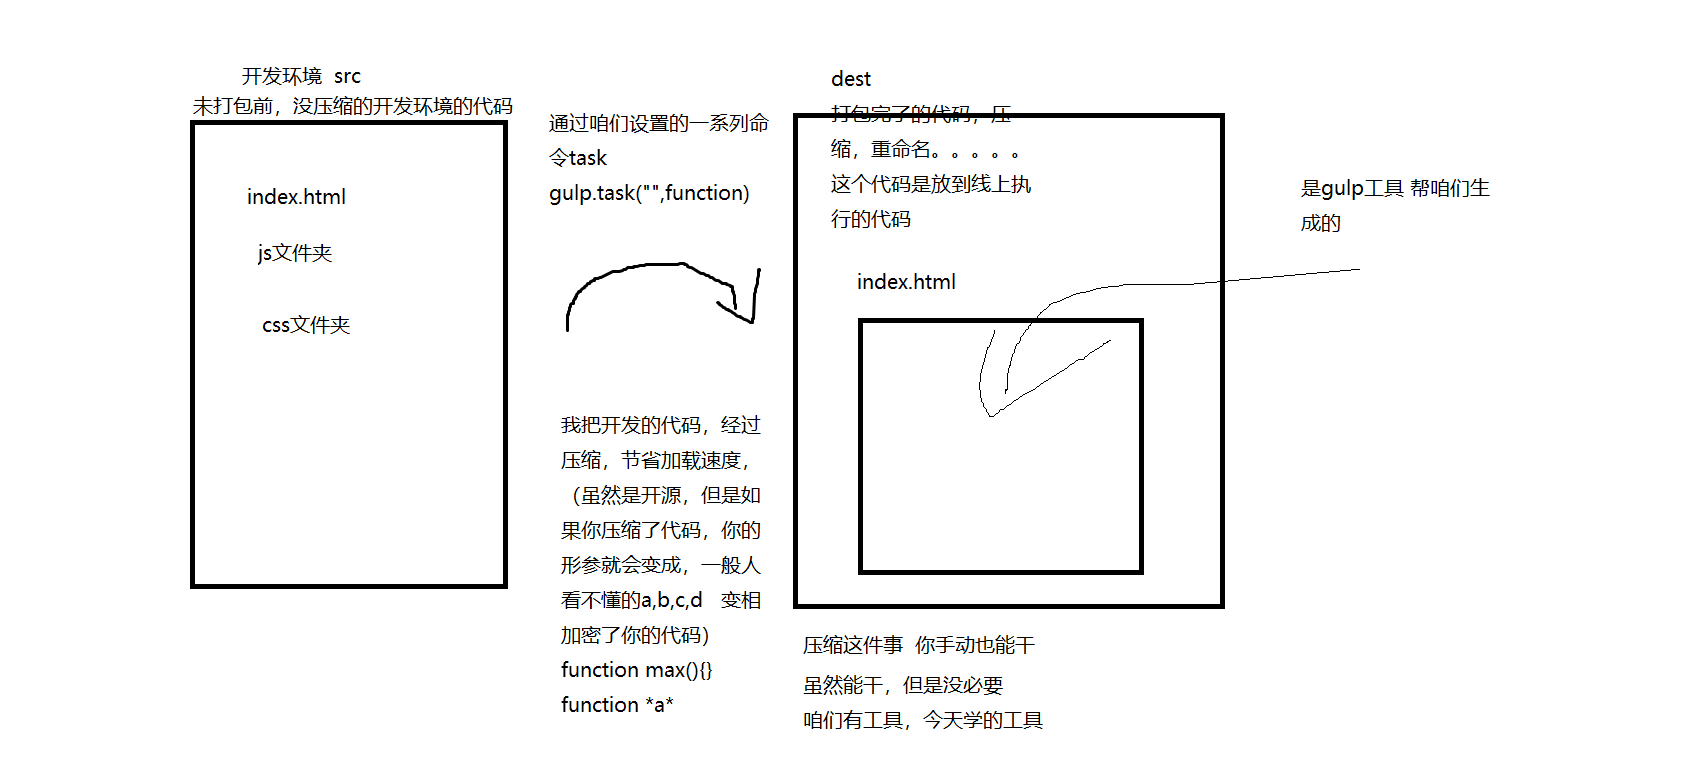 开发环境  src
未打包前，没压缩的开发环境的代码
index.html
js文件夹
css文件夹
通过咱们设置的一系列命
令task
gulp.task("",function)
我把开发的代码，经过
压缩，节省加载速度，
（虽然是开源，但是如
果你压缩了代码，你的
形参就会变成，一般人
看不懂的a,b,c,d   变相
加密了你的代码）
function max(){}
function *a*
dest
打包完了的代码，压
缩，重命名。。。。。
这个代码是放到线上执
行的代码
index.html
压缩这件事  你手动也能干
虽然能干，但是没必要
咱们有工具，今天学的工具
是gulp工具 帮咱们生
成的